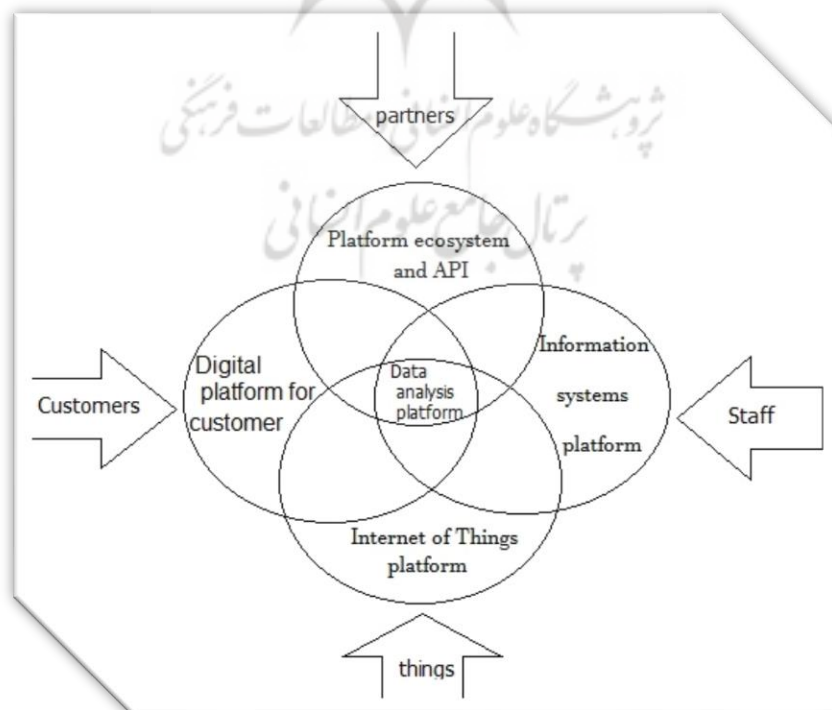 partners
پژوهشگاه علوم انسانی و مطالعات فرهنگی
پرتال جامع علوم انسانی
Platform ecosystem
and API
Information
systems
platform
Digital
platform for
customer
Data
analysis
platform
Customers
Staff
Internet of Things
platform
things